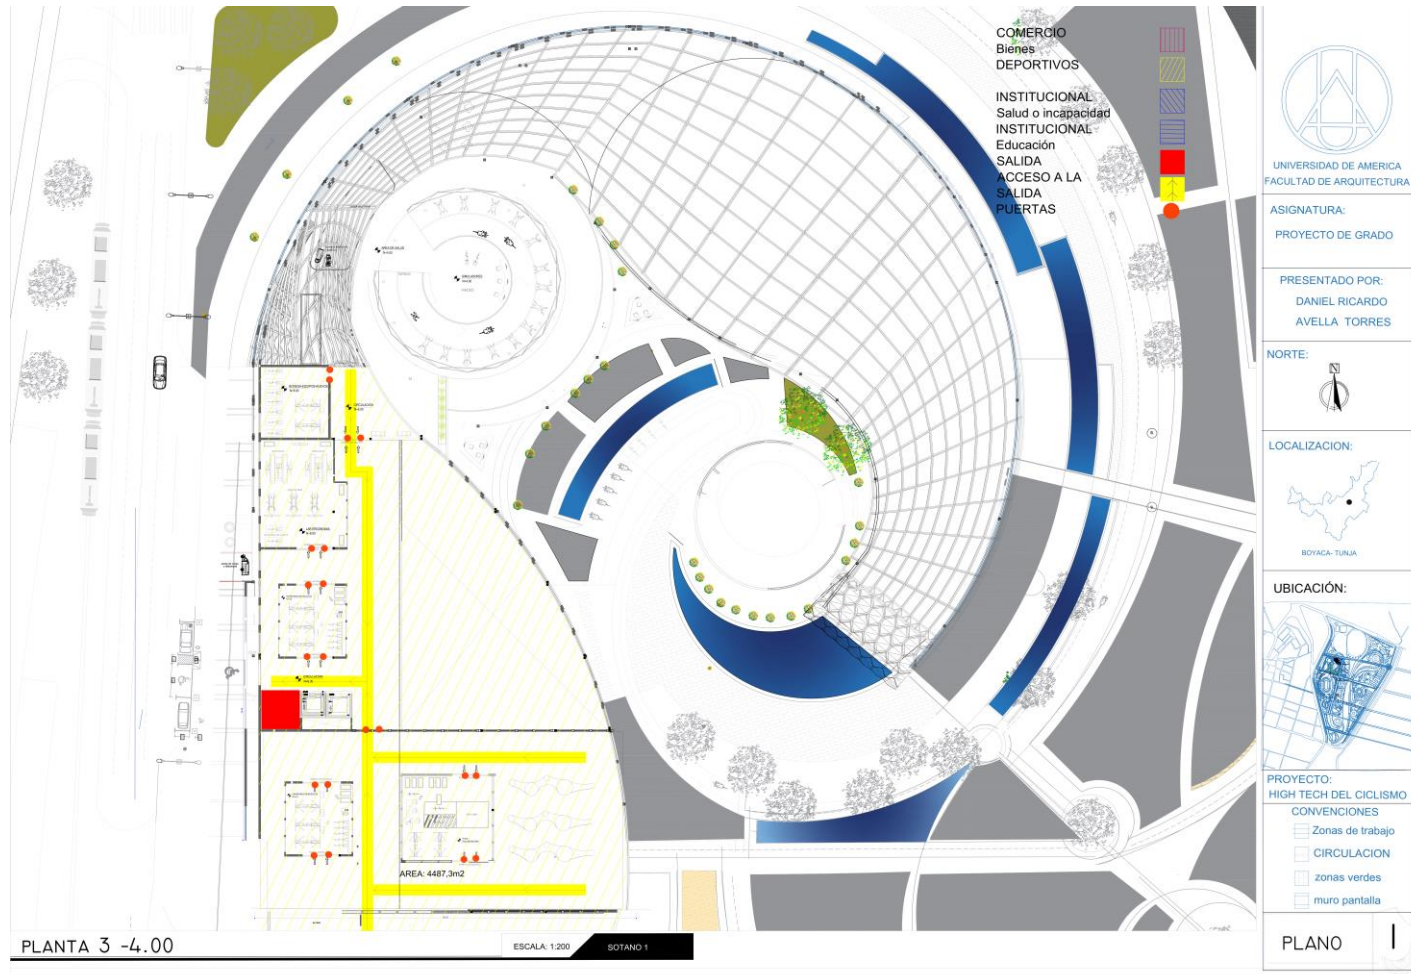 COMERCIO
Bienes
DEPORTIVOS
INSTITUCIONAL
Salud o incapacidad
INSTITUCIONAL
Educación
SALIDA
ACCESO A LA
SALIDA
PUERTAS
AREA: 4487,3m2
PLANTA 3 -4.00
ESCALA: 1:200
SOTANO 1
UNIVERSIDAD DE AMERICA
FACULTAD DE ARQUITECTURA
ASIGNATURA:
PROYECTO DE GRADO
PRESENTADO POR:
DANIEL RICARDO
AVELLA TORRES
NORTE:
N
LOCALIZACION:
BOYACA- TUNJA
UBICACIÓN:
PROYECTO:
HIGH TECH DEL CICLISMO
CONVENCIONES
Zonas de trabajo
CIRCULACION
zonas verdes
muro pantalla
PLANO
I